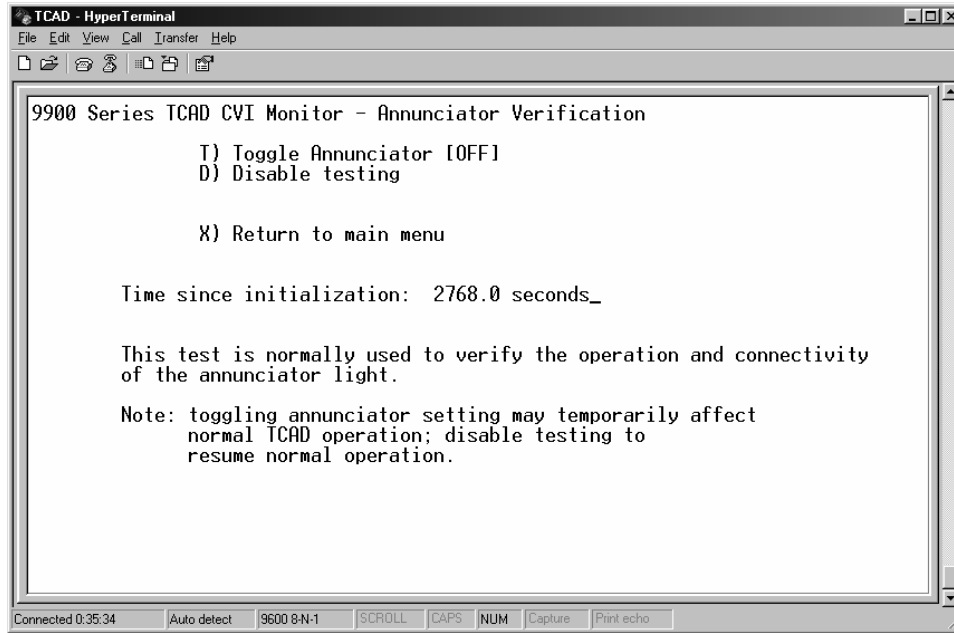 TCAD - HyperTerminal
File Edit View Call Transfer Help
9900 Series TCAD CVI Monitor - Annunciator Verification
T) Toggle Annunciator [OFF]
D) Disable testing
X) Return to main menu
Time since initialization: 2768.0 seconds_
This test is normally used to verify the operation and connectivity
of the annunciator light.
Note: toggling annunciator setting may temporarily affect
normal TCAD operation; disable testing to
resume normal operation.
Connected 0:35:34 Auto detect 9600 8-N-1 SCROLL CAPS NUM Capture Print echo